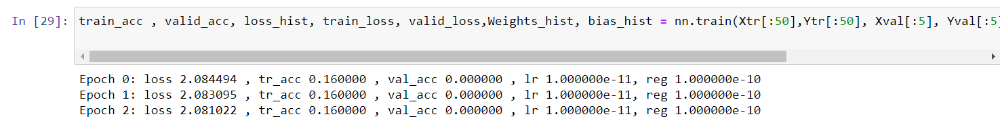 In [29]: train_acc , valid_acc, loss_hist, train_loss, valid_loss,Weights_hist, bias_hist = nn.train(Xtr[:50],Ytr[:50], Xval[:5], Yval[:5]
Epoch 0: loss 2.084494 , tr_acc 0.160000 , val_acc 0.000000 , lr 1.000000e-11, reg 1.000000e-10
Epoch 1: loss 2.083095 , tr_acc 0.160000 , val_acc 0.000000 , lr 1.000000e-11, reg 1.000000e-10
Epoch 2: loss 2.081022 , tr_acc 0.160000 , val_acc 0.000000 , lr 1.000000e-11, reg 1.000000e-10